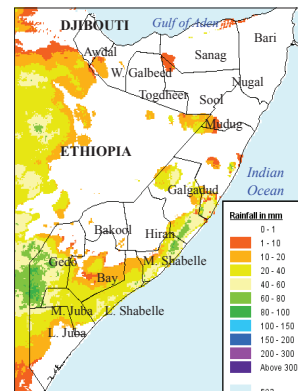 DJIBOUTI
Gulf of Aden
Awdal
Sanag
Bari
W. Galbeed
Togdheer
Sool
Nugal
Mudug
ETHIOPIA
Indian
Ocean
Galgadud
Bakool
Hiran
Gedo
M. Shabelle
Bay
M. Juba
L. Shabelle
L. Juba
Rainfall in mm
0 - 1
1 - 10
10 - 20
20 - 40
40 - 60
60 - 80
80 - 100
100 - 150
150 - 200
200 - 300
Above 300